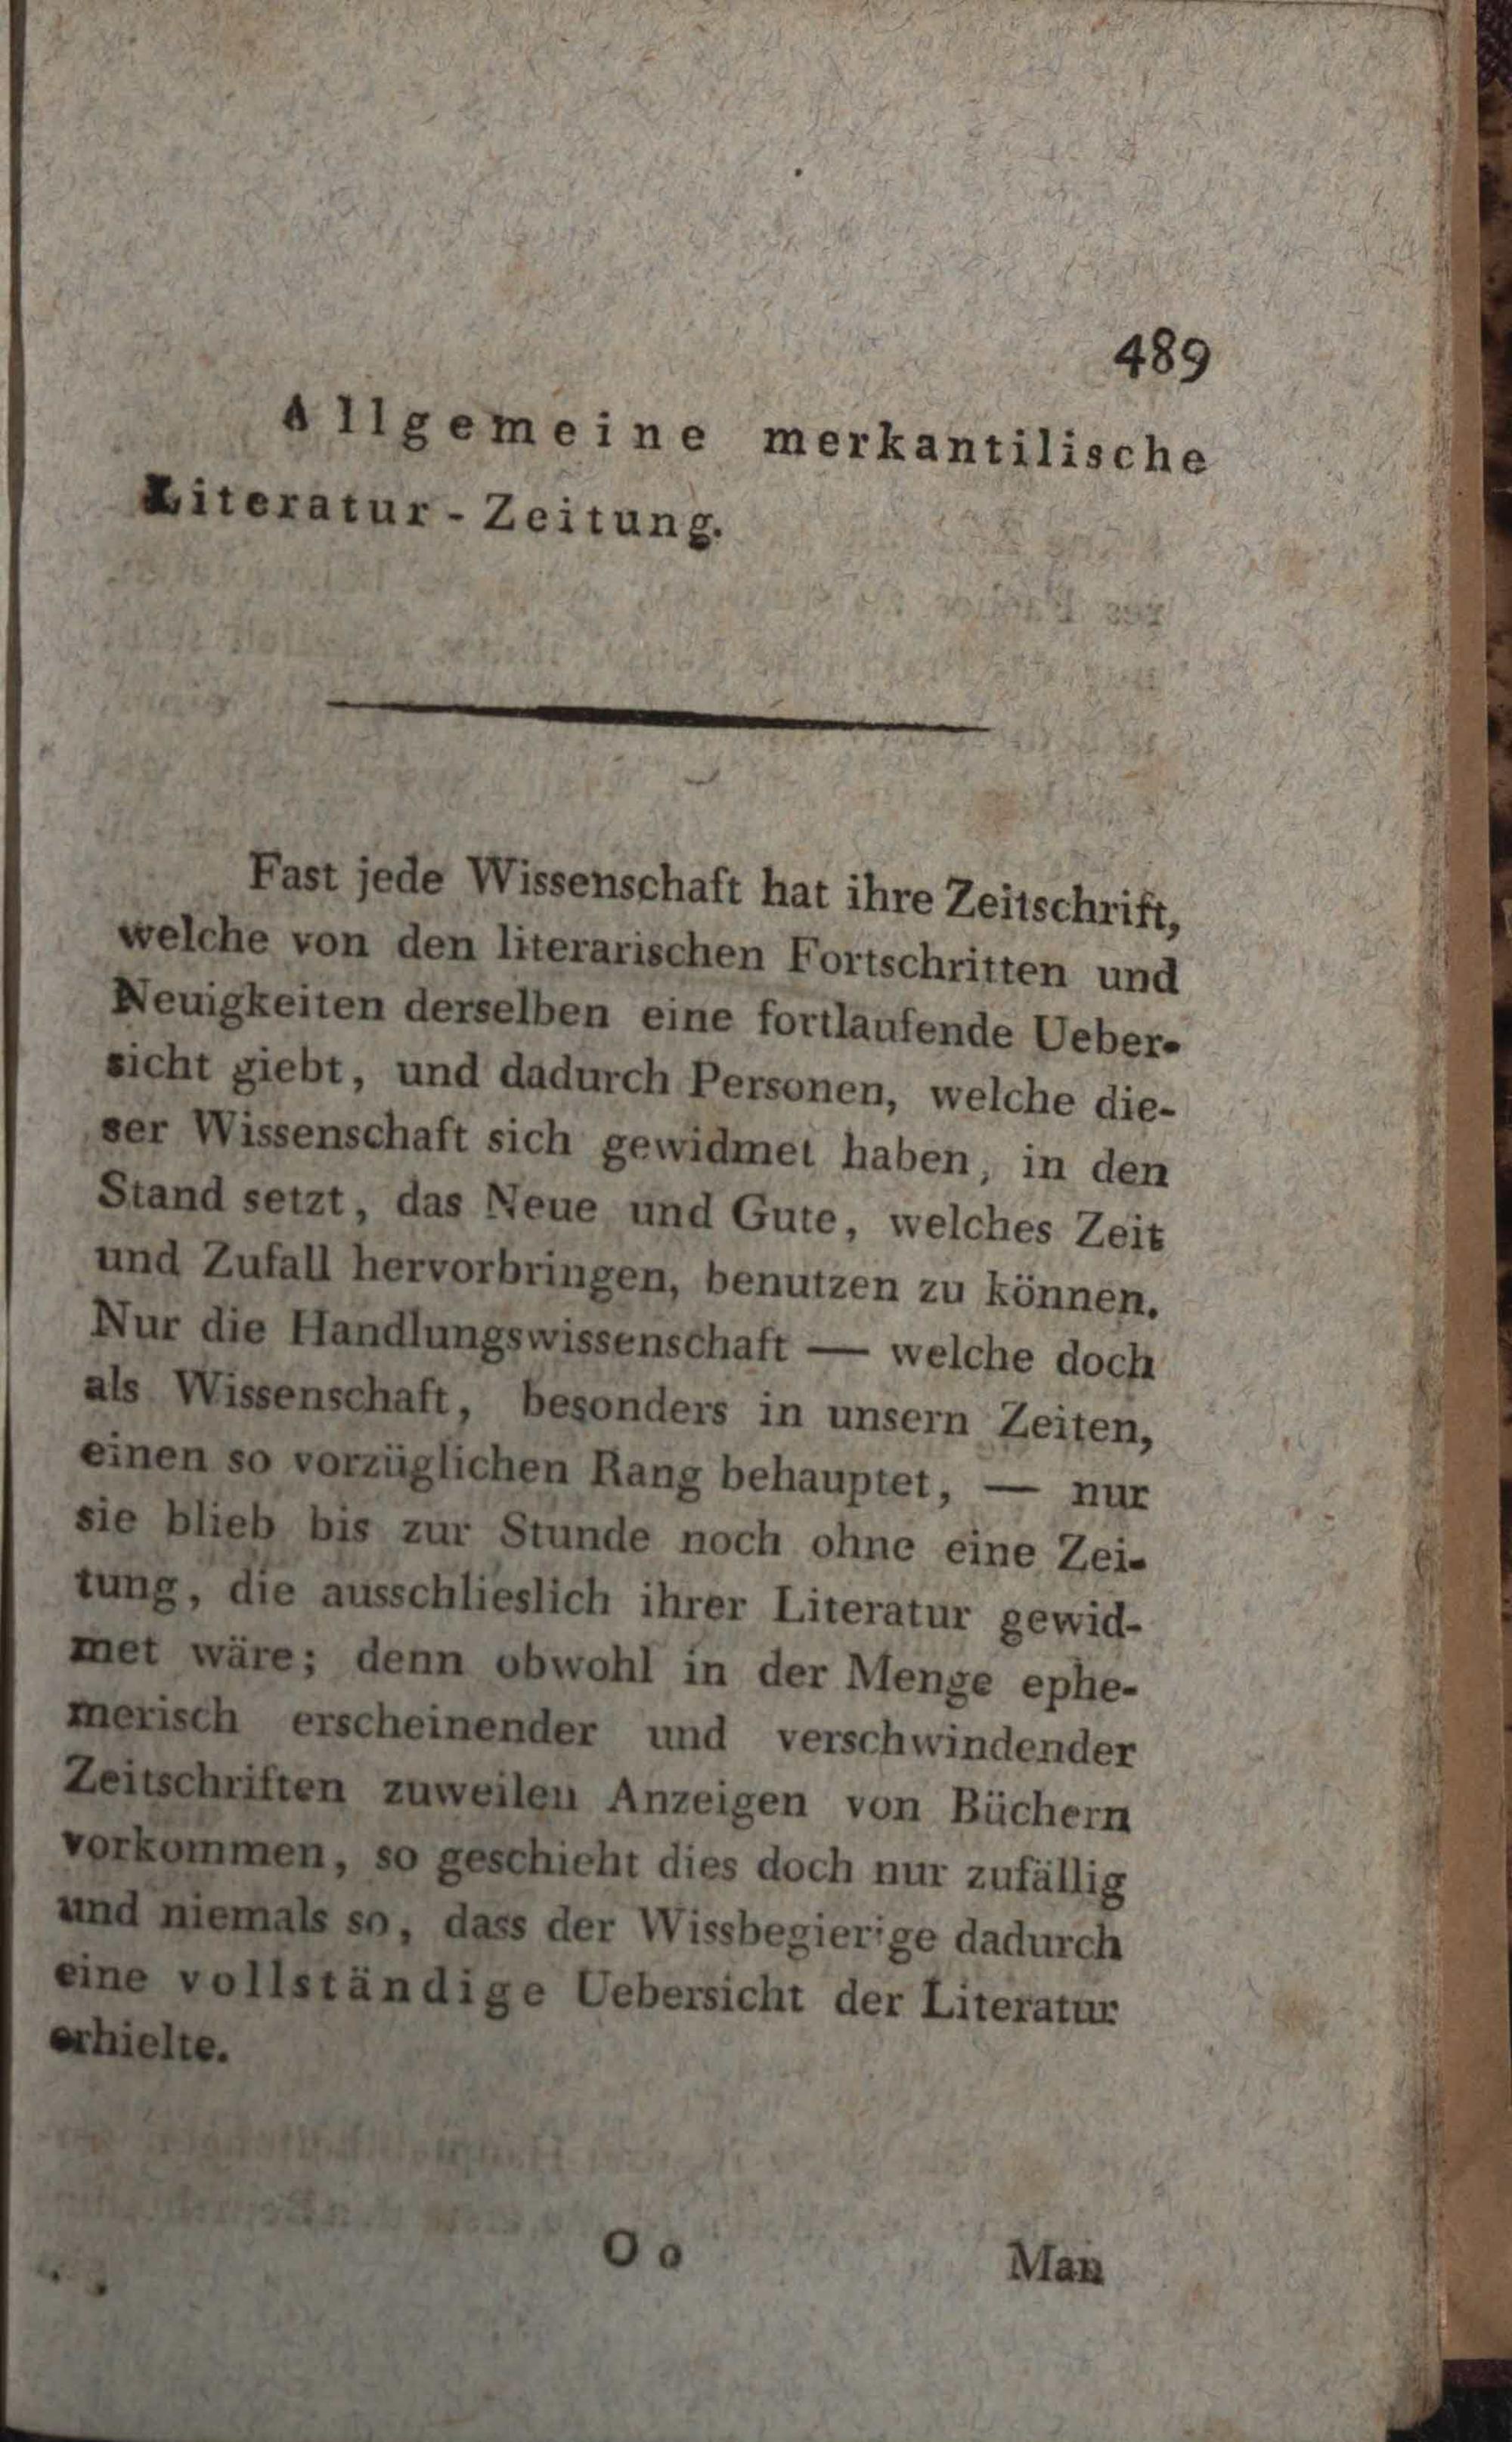 489
Allgemeine merkantilische
Literatur-Zeitung.
Fast jede Wissenschaft hat ihre Zeitschrift,
welche von den literarischen Fortschritten und
Neuigkeiten derselben eine fortlaufende Ueber-
sicht giebt, und dadurch Personen, welche die-
ser Wissenschaft sich gewidmet haben, in den
Stand setzt, das Neue und Gute, welches Zeit
und Zufall hervorbringen, benutzen zu können.
Nur die Handlungswissenschaft — welche doch
als Wissenschaft, besonders in unsern Zeiten,
einen so vorzüglichen Rang behauptet, — nur
sie blieb bis zur Stunde noch ohne eine Zei-
tung, die ausschlieslich ihrer Literatur gewid-
met wäre; denn obwohl in der Menge ephe-
merisch erscheinender und verschwindender
Zeitschriften zuweilen Anzeigen von Büchern
vorkommen, so geschieht dies doch nur zufällig
und niemals so, dass der Wissbegierige dadurch
eine vollständige Uebersicht der Literatur
erhielte.
O o
Man